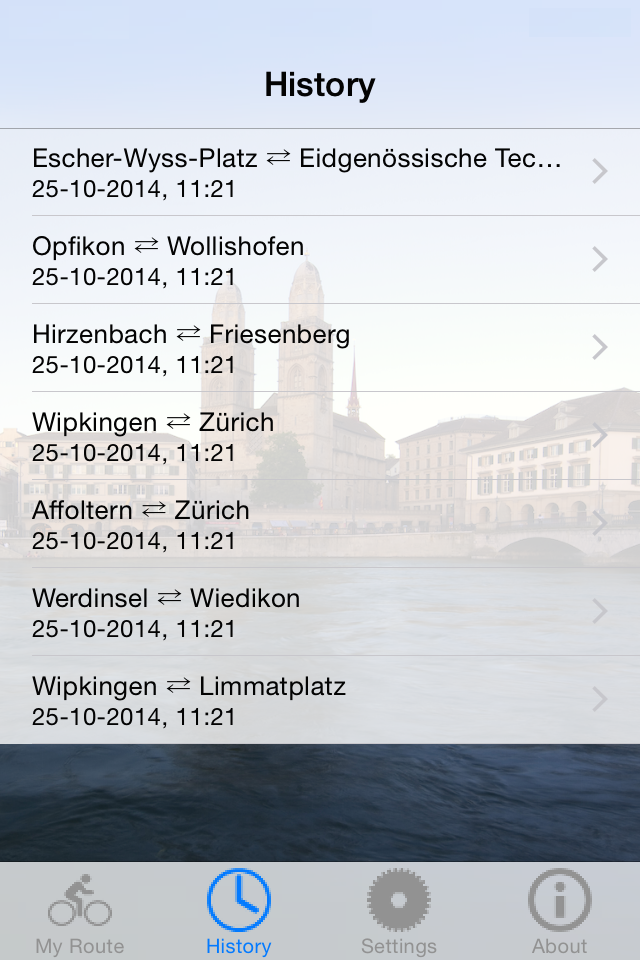 History
Escher-Wyss-Platz ⇄ Eidgenössische Tec...
25-10-2014, 11:21
Opfikon ⇄ Wollishofen
25-10-2014, 11:21
Hirzenbach ⇄ Friesenberg
25-10-2014, 11:21
Wipkingen ⇄ Zürich
25-10-2014, 11:21
Affoltern ⇄ Zürich
25-10-2014, 11:21
Werdinsel ⇄ Wiedikon
25-10-2014, 11:21
Wipkingen ⇄ Limmatplatz
25-10-2014, 11:21
My Route History Settings About